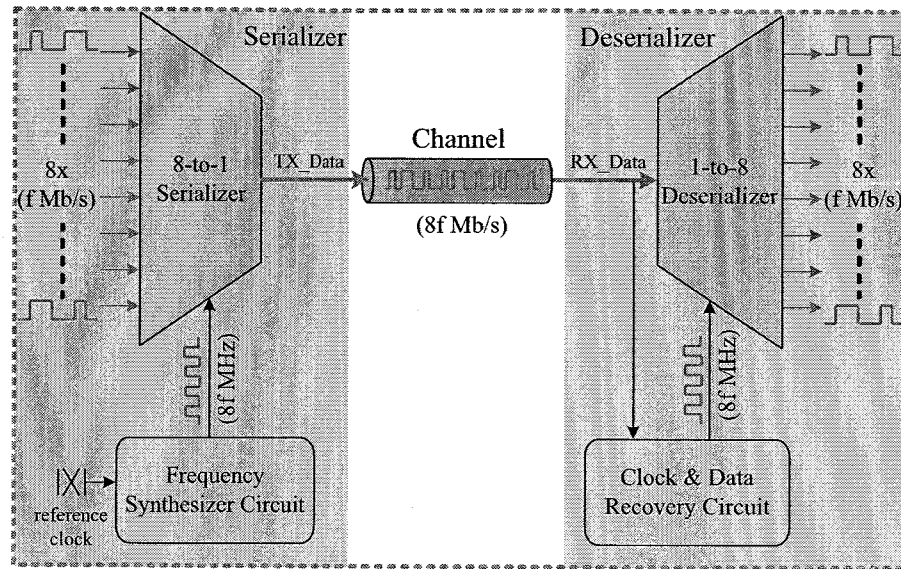 Serializer
Deserializer
Channel
8x
(f Mb/s)
8-to-1
Serializer
TX_Data
(8f Mb/s)
RX_Data
1-to-8
Deserializer
8x
(f Mb/s)
(8f MHz)
(8f MHz)
Frequency
Synthesizer Circuit
reference
clock
Clock & Data
Recovery Circuit